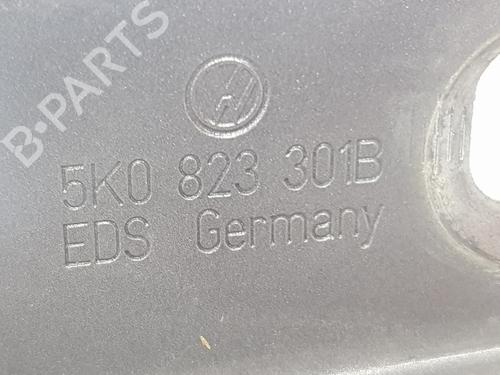 B-PARTS
5K0 823 301B
EDS Germany